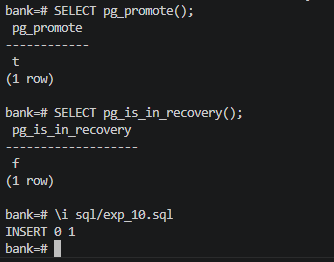 bank=# SELECT pg_promote();
 pg_promote
------------
 t
(1 row)

bank=# SELECT pg_is_in_recovery();
 pg_is_in_recovery
-------------------
 f
(1 row)

bank=# \i sql/exp_10.sql
INSERT 0 1
bank=#